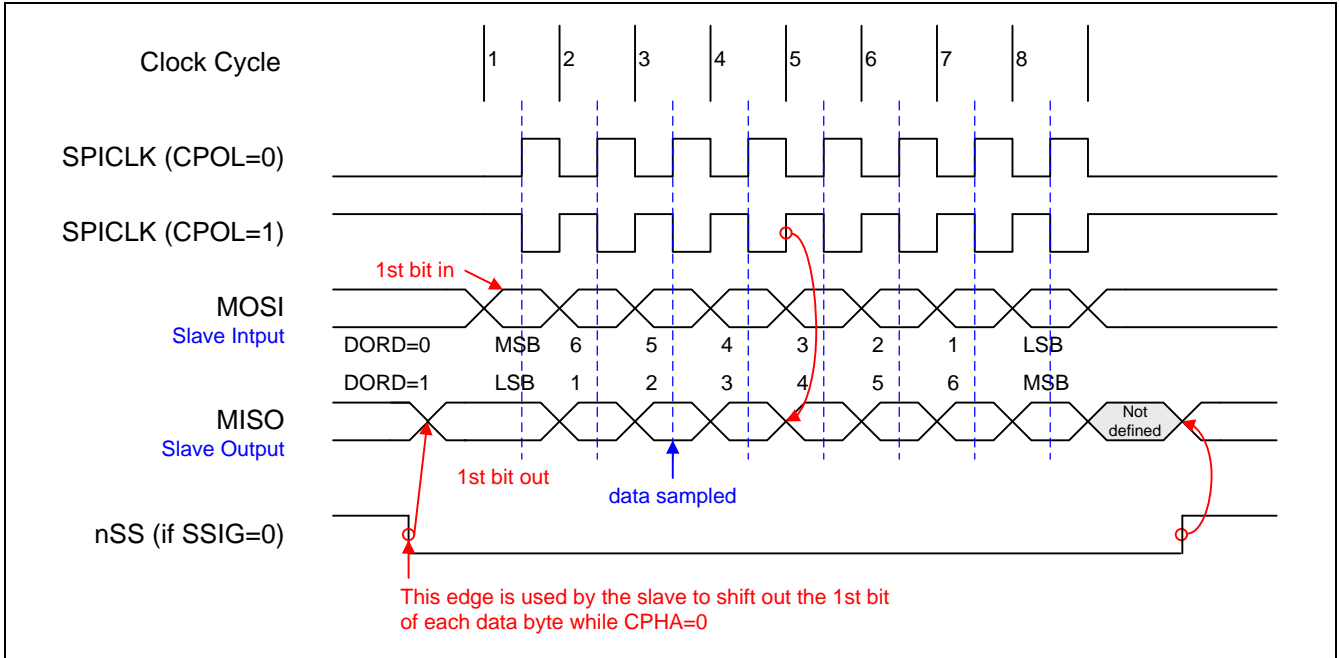 Clock Cycle 1 2 3 4 5 6 7 8
SPICLK (CPOL=0)
SPICLK (CPOL=1)
1st bit in
MOSI
Slave Intput
DORD=0 MSB 6 5 4 3 2 1 LSB
DORD=1 LSB 1 2 3 4 5 6 MSB
MISO
Slave Output
Not
defined
1st bit out
data sampled
nSS (if SSIG=0)
This edge is used by the slave to shift out the 1st bit
of each data byte while CPHA=0